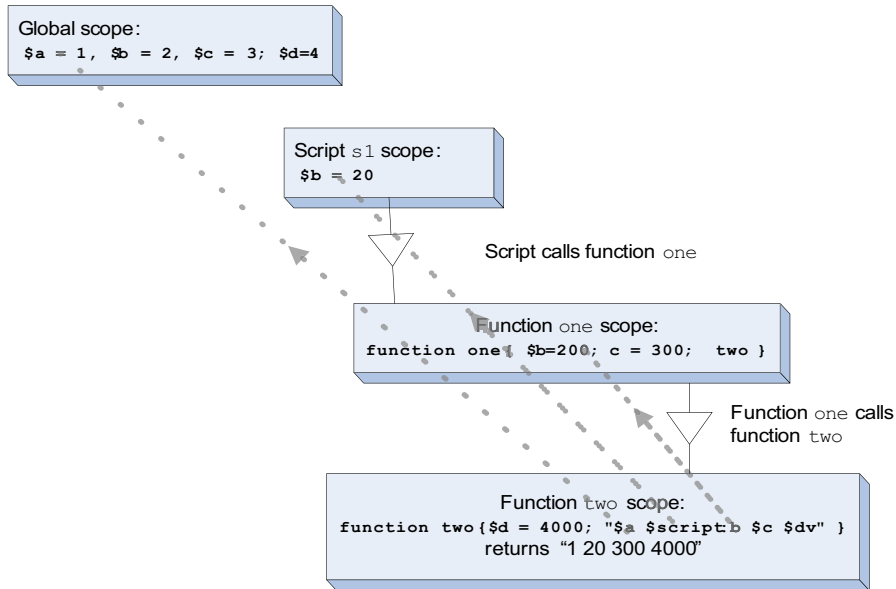 Global scope:
$a = 1, $b = 2, $c = 3; $d=4
Script s1 scope:
$b = 20
Script calls function one
Function one scope:
function one{ $b=200; c = 300; two }
Function one calls
function two
Function two scope:
function two{$d = 4000; "$a $script:b $c $dv" }
returns “1 20 300 4000”